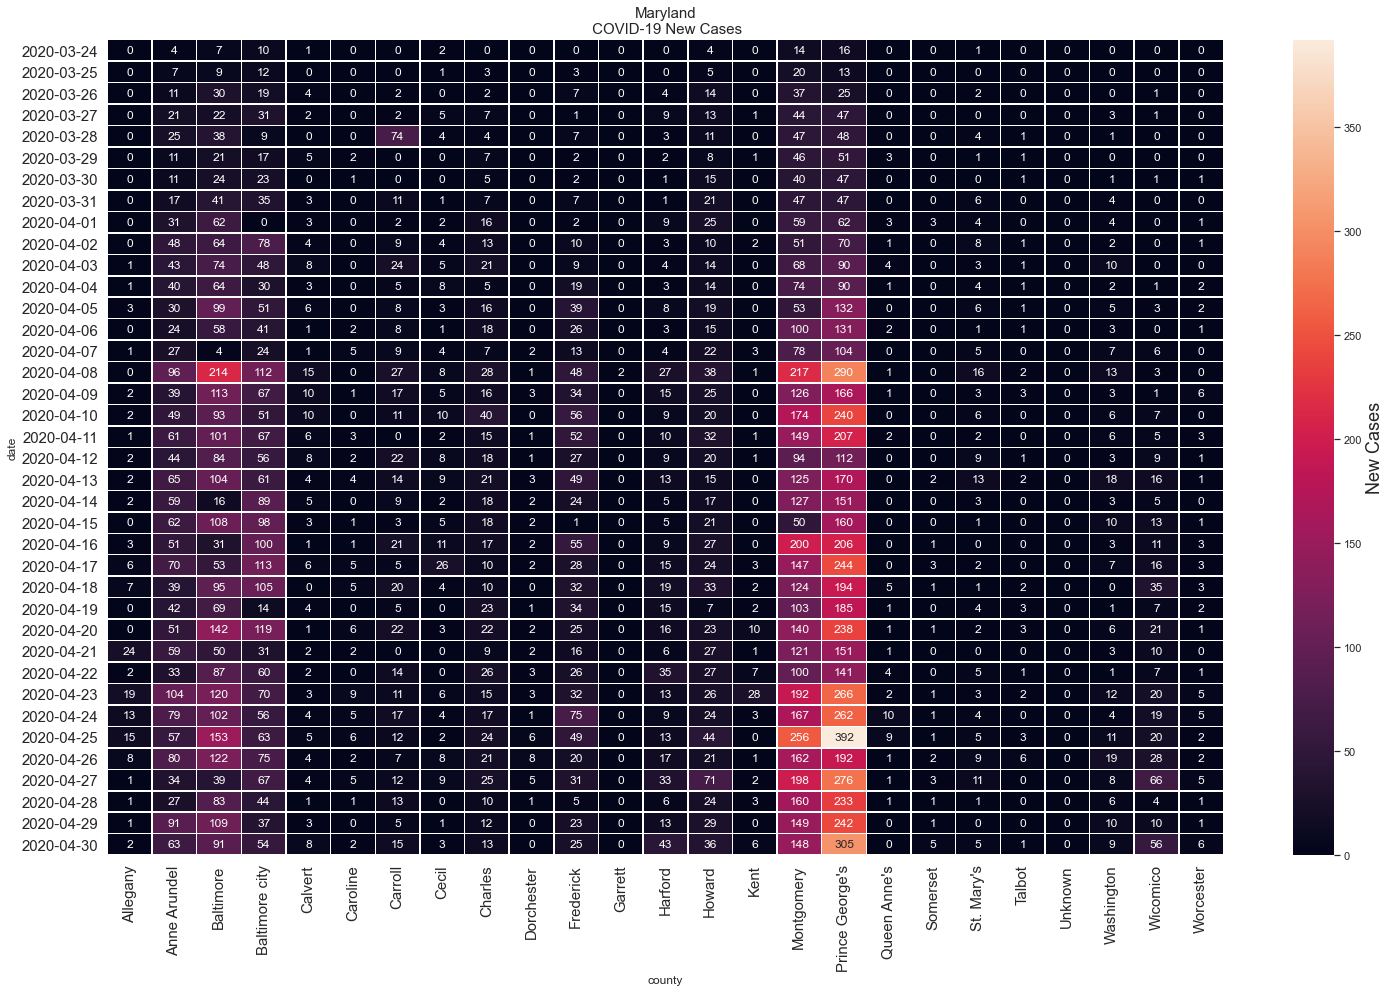 Maryland
COVID-19 New Cases
2020-03-24 0 4 7 10 1 0 0 2 0 0 0 0 0 4 0 14 16 0 0 1 0 0 0 0 0
2020-03-25 0 7 9 12 0 0 0 1 3 0 3 0 0 5 0 20 13 0 0 0 0 0 0 0 0
2020-03-26 0 11 30 19 4 0 2 0 2 0 7 0 4 14 0 37 25 0 0 2 0 0 0 1 0
2020-03-27 0 21 22 31 2 0 2 5 7 0 1 0 9 13 1 44 47 0 0 0 0 0 3 1 0
2020-03-28 0 25 38 9 0 0 74 4 4 0 7 0 3 11 0 47 48 0 0 4 1 0 1 0 0
2020-03-29 0 11 21 17 5 2 0 0 7 0 2 0 2 8 1 46 51 3 0 1 1 0 0 0 0
2020-03-30 0 11 24 23 0 1 0 0 5 0 2 0 1 15 0 40 47 0 0 0 1 0 1 1 1
2020-03-31 0 17 41 35 3 0 11 1 7 0 7 0 1 21 0 47 47 0 0 6 0 0 4 0 0
2020-04-01 0 31 62 0 3 0 2 2 16 0 2 0 9 25 0 59 62 3 3 4 0 0 4 0 1
2020-04-02 0 48 64 78 4 0 9 4 13 0 10 0 3 10 2 51 70 1 0 8 1 0 2 0 1
2020-04-03 1 43 74 48 8 0 24 5 21 0 9 0 4 14 0 68 90 4 0 3 1 0 10 0 0
2020-04-04 1 40 64 30 3 0 5 8 5 0 19 0 3 14 0 74 90 1 0 4 1 0 2 1 2
2020-04-05 3 30 99 51 6 0 8 3 16 0 39 0 8 19 0 53 132 0 0 6 1 0 5 3 2
2020-04-06 0 24 58 41 1 2 8 1 18 0 26 0 3 15 0 100 131 2 0 1 1 0 3 0 1
2020-04-07 1 27 4 24 1 5 9 4 7 2 13 0 4 22 3 78 104 0 0 5 0 0 7 6 0
2020-04-08 0 96 214 112 15 0 27 8 28 1 48 2 27 38 1 217 290 1 0 16 2 0 13 3 0
2020-04-09 2 39 113 67 10 1 17 5 16 3 34 0 15 25 0 126 166 1 0 3 3 0 3 1 6
2020-04-10 2 49 93 51 10 0 11 10 40 0 56 0 9 20 0 174 240 0 0 6 0 0 6 7 0
2020-04-11 1 61 101 67 6 3 0 2 15 1 52 0 10 32 1 149 207 2 0 2 0 0 6 5 3
2020-04-12 2 44 84 56 8 2 22 8 18 1 27 0 9 20 1 94 112 0 0 9 1 0 3 9 1
2020-04-13 2 65 104 61 4 4 14 9 21 3 49 0 13 15 0 125 170 0 2 13 2 0 18 16 1
2020-04-14 2 59 16 89 5 0 9 2 18 2 24 0 5 17 0 127 151 0 0 3 0 0 3 5 0
2020-04-15 0 62 108 98 3 1 3 5 18 2 1 0 5 21 0 50 160 0 0 1 0 0 10 13 1
2020-04-16 3 51 31 100 1 1 21 11 17 2 55 0 9 27 0 200 206 0 1 0 0 0 3 11 3
2020-04-17 6 70 53 113 6 5 5 26 10 2 28 0 15 24 3 147 244 0 3 2 0 0 7 16 3
2020-04-18 7 39 95 105 0 5 20 4 10 0 32 0 19 33 2 124 194 5 1 1 2 0 0 35 3
2020-04-19 0 42 69 14 4 0 5 0 23 1 34 0 15 7 2 103 185 1 0 4 3 0 1 7 2
2020-04-20 0 51 142 119 1 6 22 3 22 2 25 0 16 23 10 140 238 1 1 2 3 0 6 21 1
2020-04-21 24 59 50 31 2 2 0 0 9 2 16 0 6 27 1 121 151 1 0 0 0 0 3 10 0
2020-04-22 2 33 87 60 2 0 14 0 26 3 26 0 35 27 7 100 141 4 0 5 1 0 1 7 1
2020-04-23 19 104 120 70 3 9 11 6 15 3 32 0 13 26 28 192 266 2 1 3 2 0 12 20 5
2020-04-24 13 79 102 56 4 5 17 4 17 1 75 0 9 24 3 167 262 10 1 4 0 0 4 19 5
2020-04-25 15 57 153 63 5 6 12 2 24 6 49 0 13 44 0 256 392 9 1 5 3 0 11 20 2
2020-04-26 8 80 122 75 4 2 7 8 21 8 20 0 17 21 1 162 192 1 2 9 6 0 19 28 2
2020-04-27 1 34 39 67 4 5 12 9 25 5 31 0 33 71 2 198 276 1 3 11 0 0 8 66 5
2020-04-28 1 27 83 44 1 1 13 0 10 1 5 0 6 24 3 160 233 1 1 1 0 0 6 4 1
2020-04-29 1 91 109 37 3 0 5 1 12 0 23 0 13 29 0 149 242 0 1 0 0 0 10 10 1
2020-04-30 2 63 91 54 8 2 15 3 13 0 25 0 43 36 6 148 305 0 5 5 1 0 9 56 6
date
Allegany
Anne Arundel
Baltimore
Baltimore city
Calvert
Caroline
Carroll
Cecil
Charles
Dorchester
Frederick
Garrett
Harford
Howard
Kent
Montgomery
Prince George's
Queen Anne's
Somerset
St. Mary's
Talbot
Unknown
Washington
Wicomico
Worcester
county
350
300
250
200
150
100
50
0
New Cases